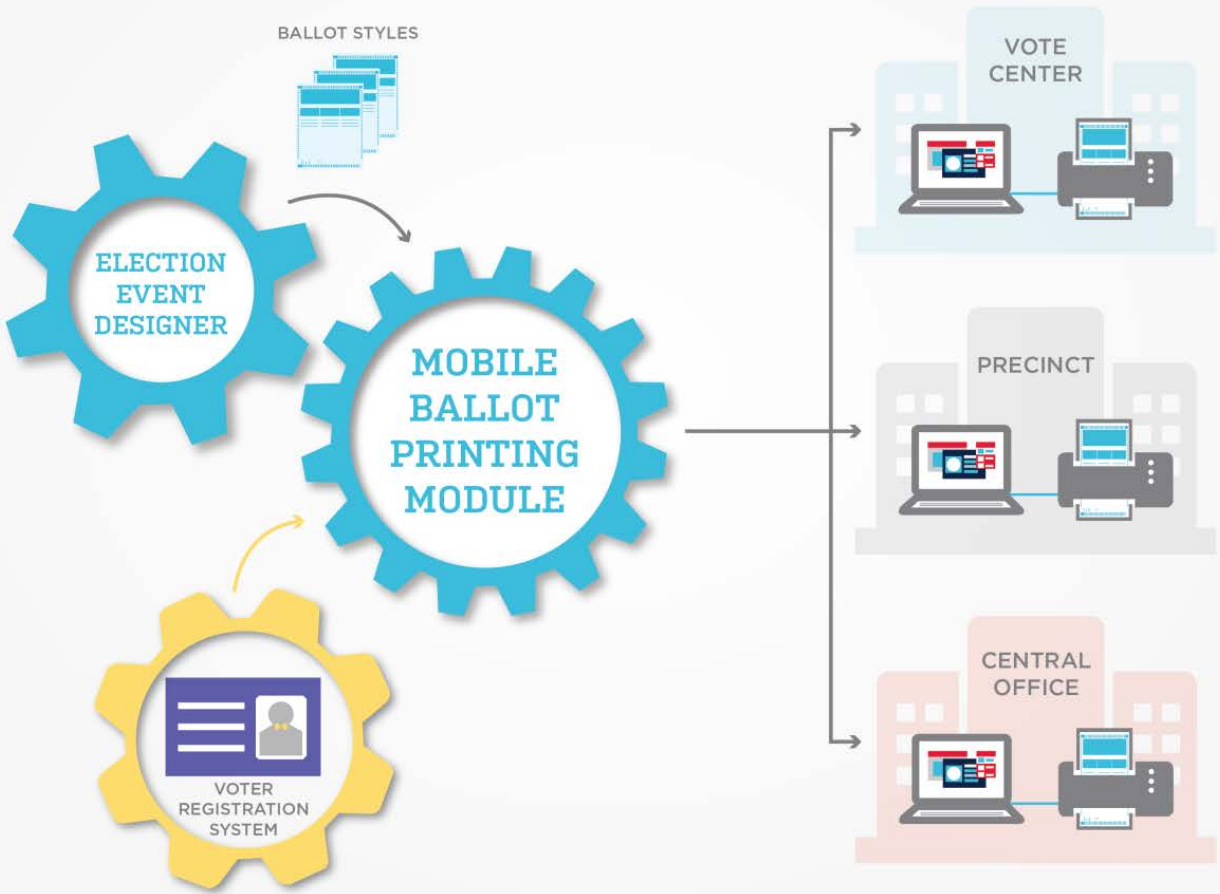 BALLOT STYLES
ELECTION
EVENT
DESIGNER
MOBILE
BALLOT
PRINTING
MODULE
VOTER
REGISTRATION
SYSTEM
VOTE
CENTER
PRECINCT
CENTRAL
OFFICE